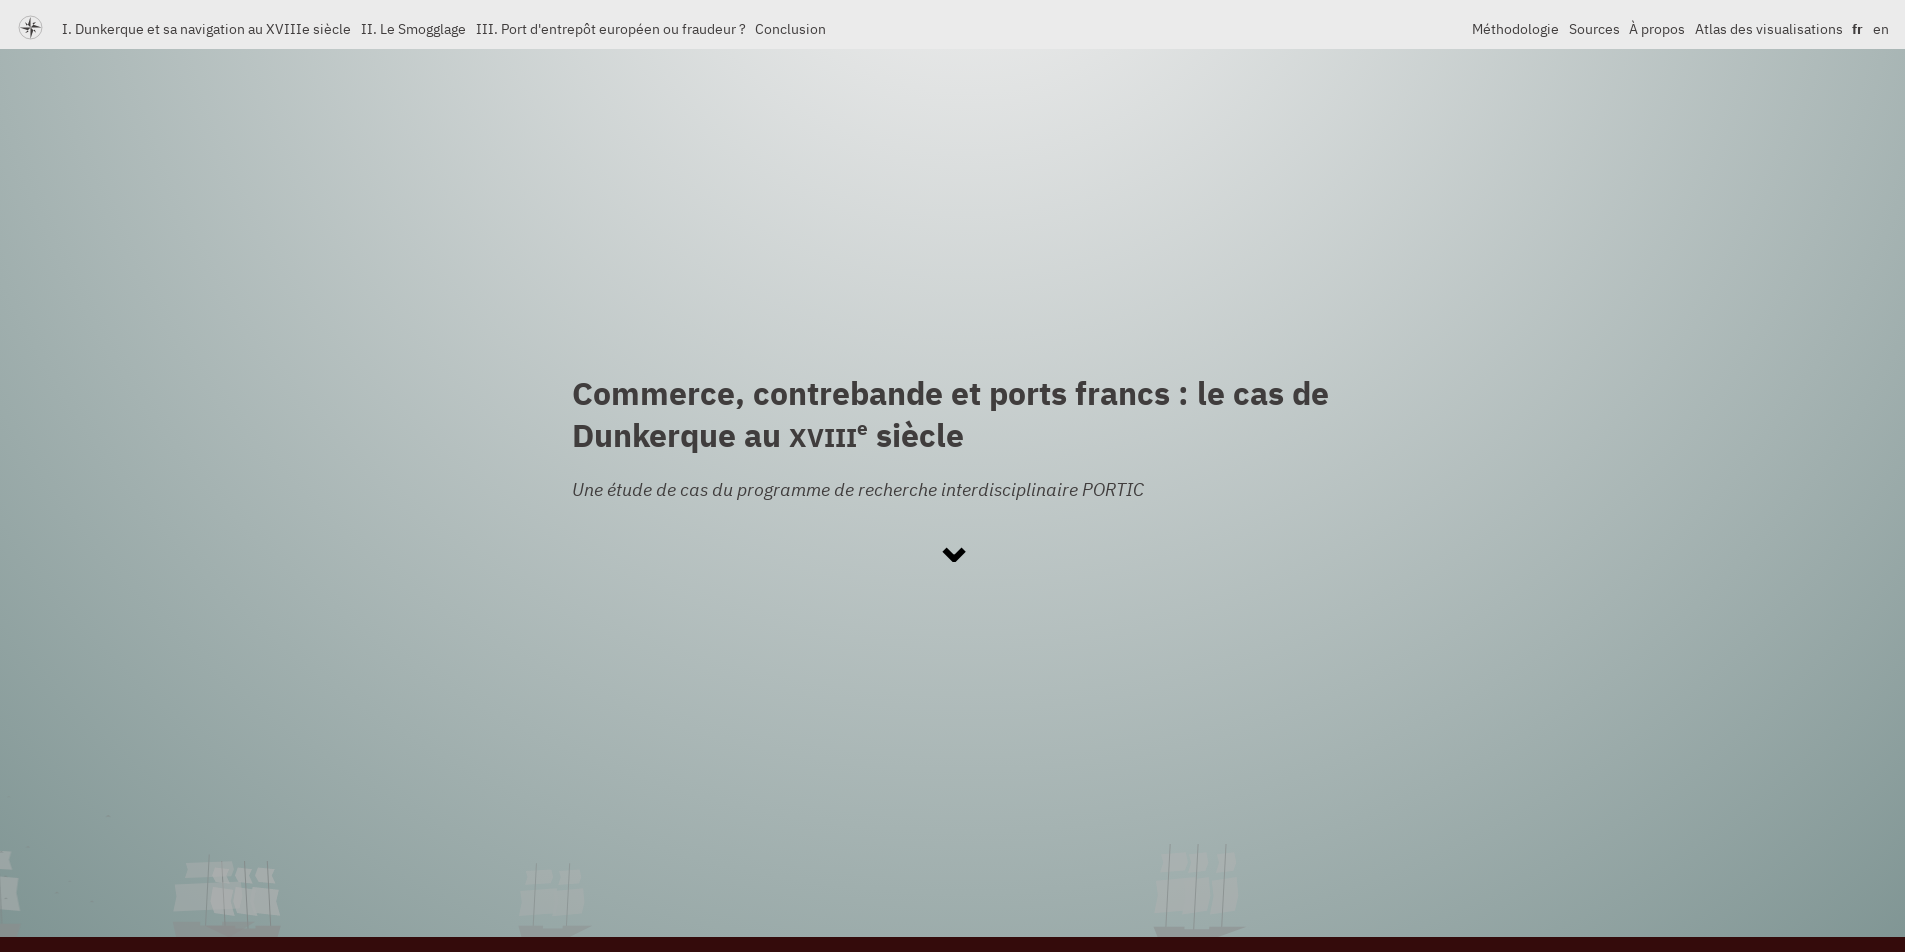 I. Dunkerque et sa navigation au XVIIIe siècle II. Le Smogglage III. Port d'entrepôt européen ou fraudeur ? Conclusion Méthodologie Sources À propos Atlas des visualisations fr en
Commerce, contrebande et ports francs : le cas de
Dunkerque au XVIIIe siècle
Une étude de cas du programme de recherche interdisciplinaire PORTIC